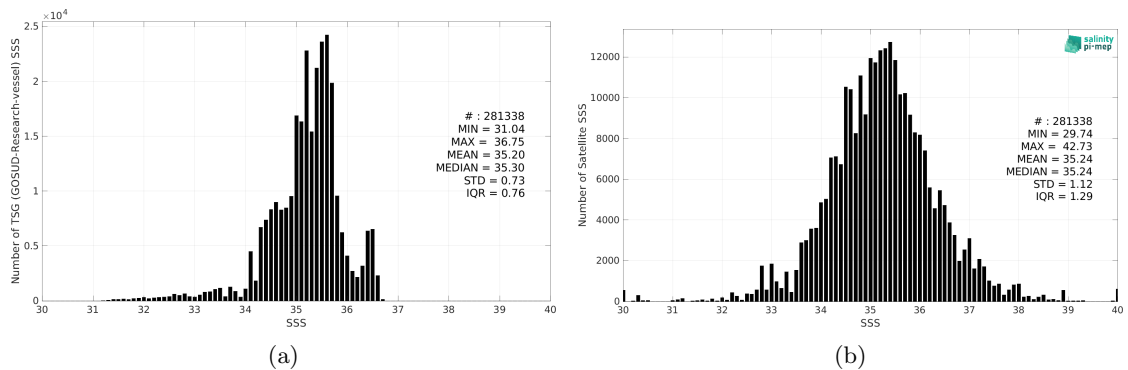 ×10⁴
2.5
2
1.5
1
0.5
0
Number of TSG (GOSUD-Research-vessel) SSS
# : 281338
MIN = 31.04
MAX = 36.75
MEAN = 35.20
MEDIAN = 35.30
STD = 0.73
IQR = 0.76
30 31 32 33 34 35 36 37 38 39 40
SSS
(a)
salinity
pi-mep
12000
10000
8000
6000
4000
2000
0
Number of Satellite SSS
# : 281338
MIN = 29.74
MAX = 42.73
MEAN = 35.24
MEDIAN = 35.24
STD = 1.12
IQR = 1.29
30 31 32 33 34 35 36 37 38 39 40
SSS
(b)